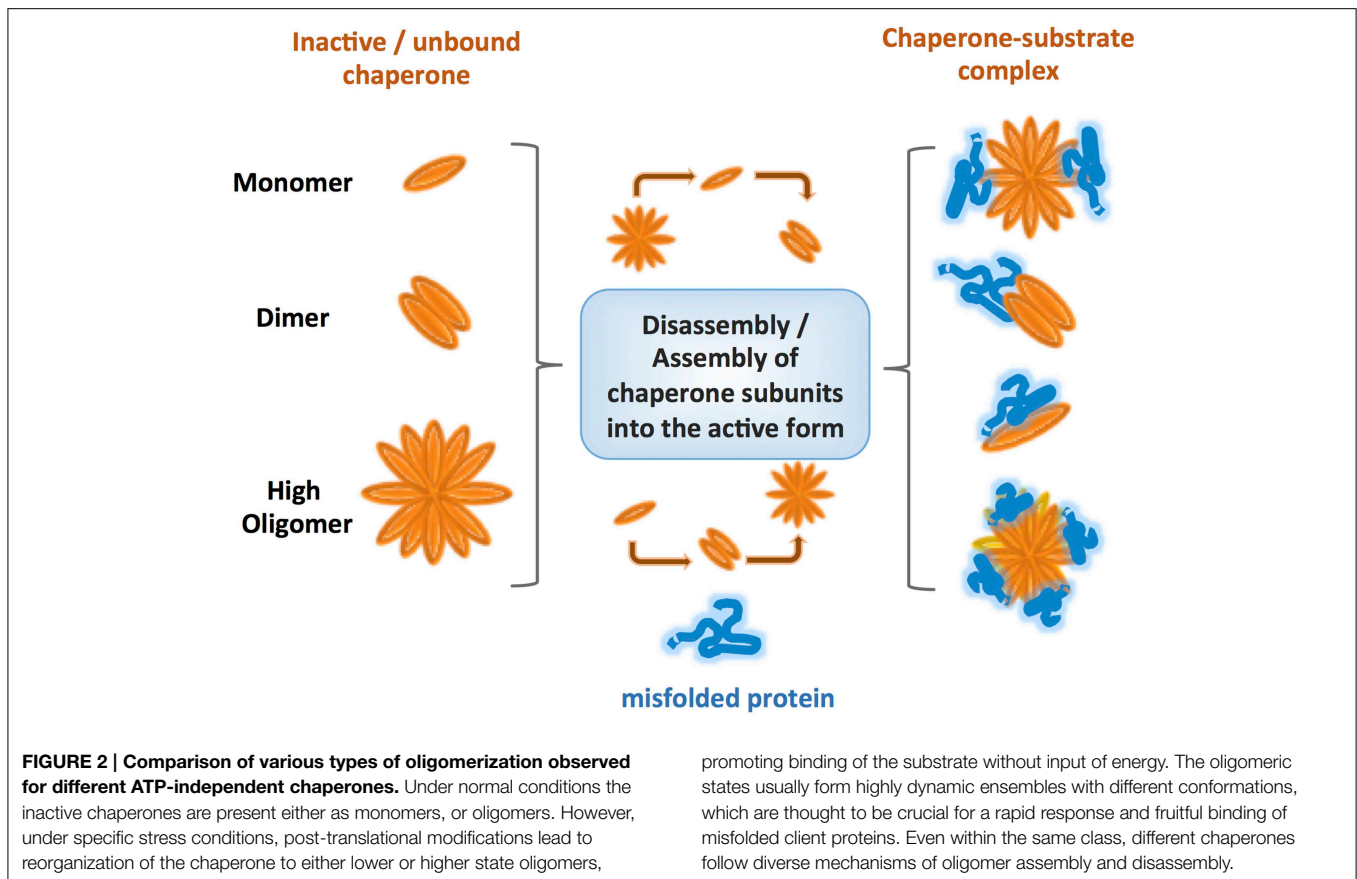 Inactive / unbound
chaperone
Chaperone-substrate
complex
Monomer
Dimer
High
Oligomer
Disassembly /
Assembly of
chaperone subunits
into the active form
misfolded protein
FIGURE 2 | Comparison of various types of oligomerization observed
for different ATP-independent chaperones. Under normal conditions the
inactive chaperones are present either as monomers, or oligomers. However,
under specific stress conditions, post-translational modifications lead to
reorganization of the chaperone to either lower or higher state oligomers,
promoting binding of the substrate without input of energy. The oligomeric
states usually form highly dynamic ensembles with different conformations,
which are thought to be crucial for a rapid response and fruitful binding of
misfolded client proteins. Even within the same class, different chaperones
follow diverse mechanisms of oligomer assembly and disassembly.